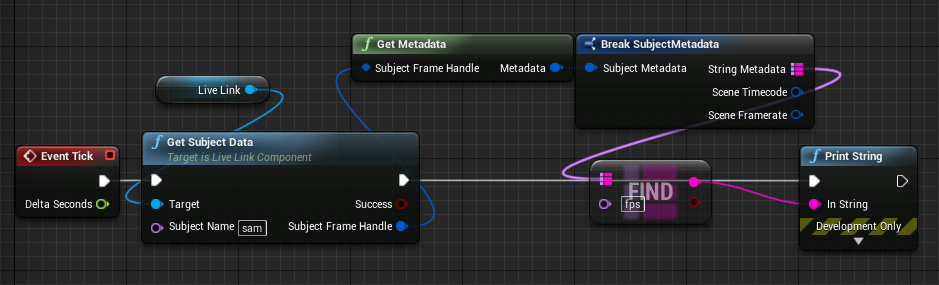 Get Metadata
Subject Frame Handle
Metadata
Break SubjectMetadata
Subject Metadata
String Metadata
Scene Timecode
Scene Framerate
Live Link
Event Tick
Delta Seconds
Get Subject Data
Target is Live Link Component
Target
Success
Subject Name
sam
Subject Frame Handle
FIND
fps
Print String
In String
Development Only